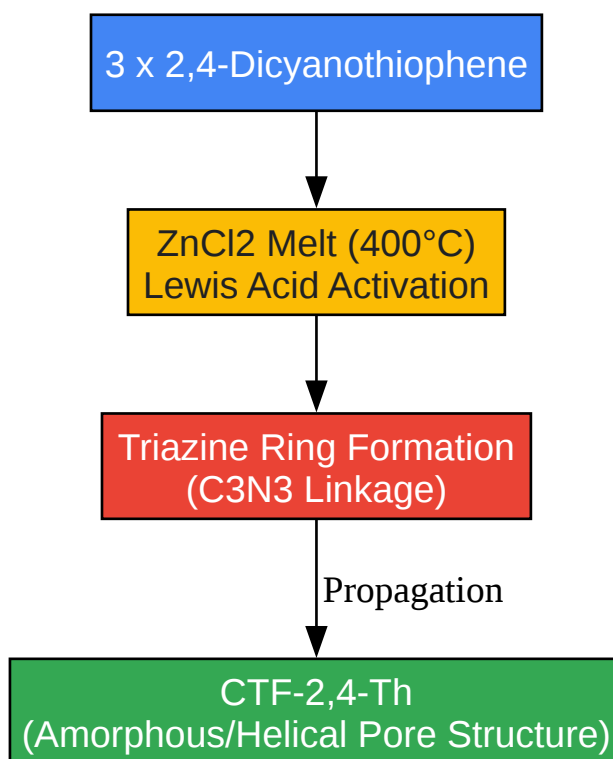 3 x 2,4-Dicyanothiophene
ZnCl2 Melt (400°C)
Lewis Acid Activation
Triazine Ring Formation
(C3N3 Linkage)
Propagation
CTF-2,4-Th
(Amorphous/Helical Pore Structure)